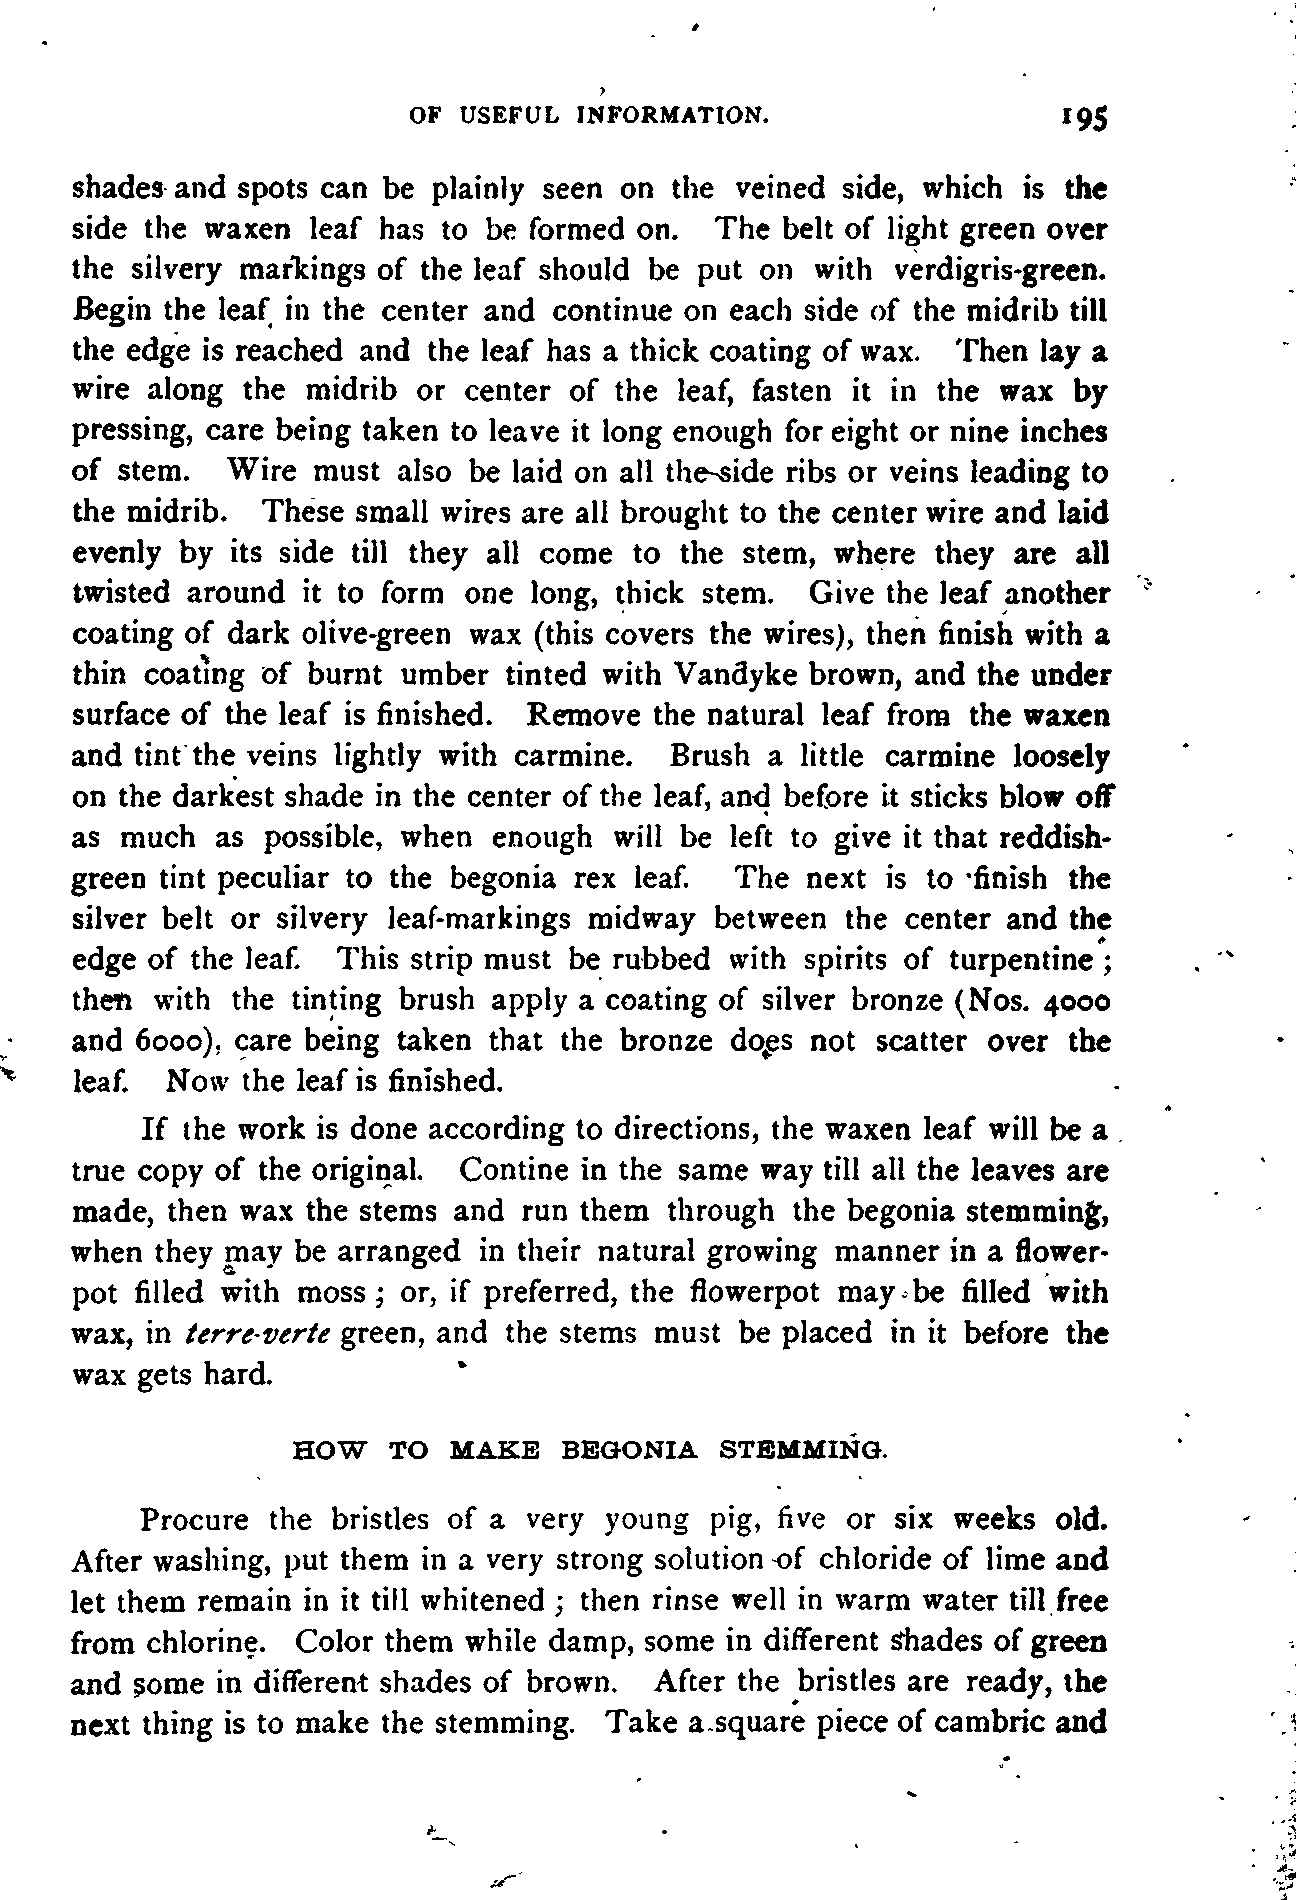 OF USEFUL INFORMATION. 195
shades and spots can be plainly seen on the veined side, which is the
side the waxen leaf has to be formed on. The belt of light green over
the silvery markings of the leaf should be put on with verdigris-green.
Begin the leaf in the center and continue on each side of the midrib till
the edge is reached and the leaf has a thick coating of wax. Then lay a
wire along the midrib or center of the leaf, fasten it in the wax by
pressing, care being taken to leave it long enough for eight or nine inches
of stem. Wire must also be laid on all the side ribs or veins leading to
the midrib. These small wires are all brought to the center wire and laid
evenly by its side till they all come to the stem, where they are all
twisted around it to form one long, thick stem. Give the leaf another
coating of dark olive-green wax (this covers the wires), then finish with a
thin coating of burnt umber tinted with Vandyke brown, and the under
surface of the leaf is finished. Remove the natural leaf from the waxen
and tint the veins lightly with carmine. Brush a little carmine loosely
on the darkest shade in the center of the leaf, and before it sticks blow off
as much as possible, when enough will be left to give it that reddish-
green tint peculiar to the begonia rex leaf. The next is to finish the
silver belt or silvery leaf-markings midway between the center and the
edge of the leaf. This strip must be rubbed with spirits of turpentine ;
then with the tinting brush apply a coating of silver bronze (Nos. 4000
and 6000), care being taken that the bronze does not scatter over the
leaf. Now the leaf is finished.
If the work is done according to directions, the waxen leaf will be a
true copy of the original. Contine in the same way till all the leaves are
made, then wax the stems and run them through the begonia stemming,
when they may be arranged in their natural growing manner in a flower-
pot filled with moss ; or, if preferred, the flowerpot may be filled with
wax, in terre-verte green, and the stems must be placed in it before the
wax gets hard.
HOW TO MAKE BEGONIA STEMMING.
Procure the bristles of a very young pig, five or six weeks old.
After washing, put them in a very strong solution of chloride of lime and
let them remain in it till whitened ; then rinse well in warm water till free
from chlorine. Color them while damp, some in different shades of green
and some in different shades of brown. After the bristles are ready, the
next thing is to make the stemming. Take a square piece of cambric and